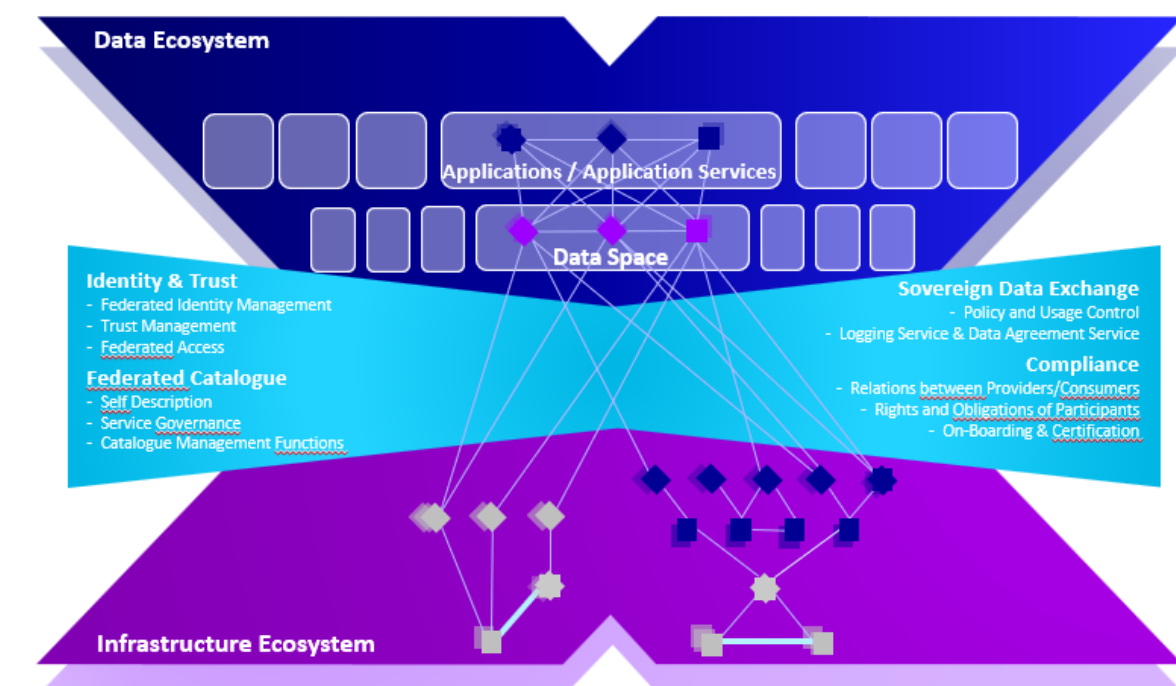 Data Ecosystem
Applications / Application Services
Data Space
Identity & Trust
- Federated Identity Management
- Trust Management
- Federated Access
Federated Catalogue
- Self Description
- Service Governance
- Catalogue Management Functions
Sovereign Data Exchange
- Policy and Usage Control
- Logging Service & Data Agreement Service
Compliance
- Relations between Providers/Consumers
- Rights and Obligations of Participants
- On-Boarding & Certification
Infrastructure Ecosystem